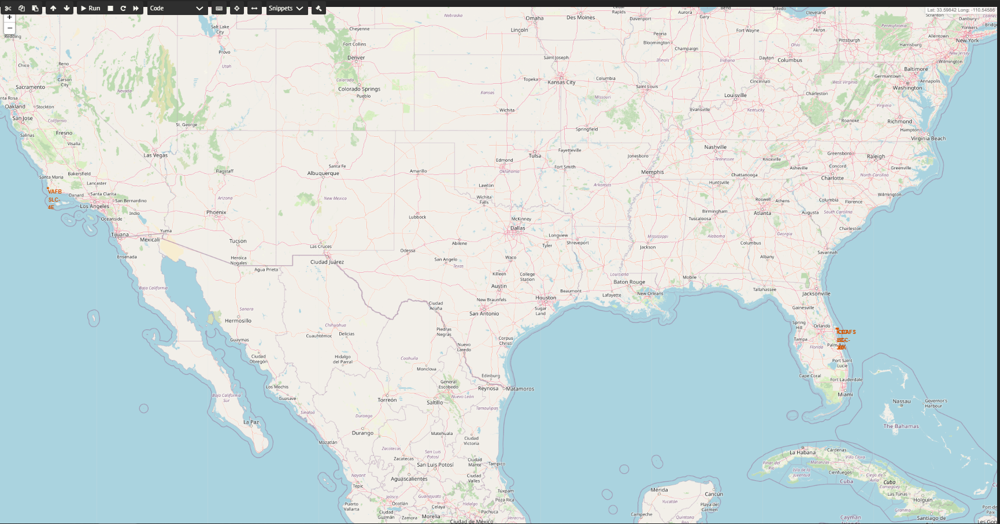 Run
Code
Snippets
Lat: 33.59842 Long: -110.54586
+
−
Redding
Chico
Reno
Carson
City
Sacramento
Oakland
Stockton
San Jose
Salinas
California
Fresno
Visalia
Nevada
Salt Lake
City
Provo
Utah
St. George
Las Vegas
Santa Maria
Bakersfield
Lancaster
VAFB
SLC-
4E
Oxnard
Santa Clarita
Los Angeles
San Bernardino
Indio
Oceanside
Tijuana
Mexicali
Yuma
Ensenada
Flagstaff
Arizona
Phoenix
Tucson
Heroica
Nogales
Agua Prieta
Nebraska
Cheyenne
Fort Collins
Denver
Colorado
Colorado Springs
Pueblo
Santa Fe
Albuquerque
New Mexico
Las Cruces
Ciudad Juárez
Omaha
Lincoln
Des Moines
Cedar
Rapids
Davenport
Peoria
Bloomington
Champaign
Illinois
Saint Joseph
Topeka
Kansas City
Columbia
Saint Louis
Kansas
Missouri
Wichita
Springfield
Aurora
Gary
Bend
Toledo
Cleveland
Fort Wayne
Akron
Ohio
Indiana
Dayton
Columbus
Cincinnati
Louisville
Evansville
Kentucky
Pittsburgh
Pennsylvania
Scranton
Danbury
Yonkers
New York
Allentown
Harrisburg
New Jersey
Wilmington
Baltimore
Germantown
Annapolis
Washington
West Virginia
Charleston
Virginia
Roanoke
Richmond
Hampton
Virginia Beach
Amarillo
Edmond
Oklahoma
Tulsa
Fayetteville
Fort Smith
Jonesboro
Memphis
Arkansas
Lawton
Wichita
Falls
Lubbock
McKinney
Dallas
Abilene
Longview
Tyler
Shreveport
Odessa
San Angelo
Texas
Waco
Killeen
College
Station
Austin
New Braunfels
San Antonio
Houston
Sugar
Land
Beaumont
Lafayette
Louisiana
Baton Rouge
New Orleans
Nashville
Tennessee
Knoxville
Chattanooga
Asheville
Greensboro
Raleigh
Concord
Greenville
Charlotte
North Carolina
Wilmington
Roswell
Athens
Atlanta
Columbia
Florence
South Carolina
Augusta
Charleston
Birmingham
Tuscaloosa
Mississippi
Jackson
Alabama
Georgia
Columbus
Albany
Savannah
Mobile
Tallahassee
Jacksonville
Gainesville
Spring
Hill
Orlando
Tampa
Florida
Port Saint
Lucie
Cape Coral
Fort Lauderdale
Miami
Baja California
Sonora
Hermosillo
Guaymas
Ciudad
Obregón
Chihuahua
Cuauhtémoc
Delicias
Hidalgo
del Parral
Ciudad
Acuña
Piedras
Negras
Nuevo
Laredo
Corpus
Christi
Coahuila
Monclova
General
Escobedo
Edinburg
Reynosa
Matamoros
Saltillo
Nuevo León
Torreón
Tamaulipas
Los Mochis
Guasave
Sinaloa
Baja California
Sur
La Paz
Durango
Durango
Mazatlán
Matehuala
Ciudad
Victoria
Zacatecas
Zacatecas
San Luis
Potosí
San Luis Potosí
Ciudad
Mante
Tampico
Ciudad
Valles
Aguascalientes
Nayarit
Tepic
Jalisco
Guanajuato
Túxpam
Poza Rica
Puerto
Vallarta
Ocotlán
Celaya
Hidalgo
Pachuca
Ciudad
Guzmán
Zamora
Morelia
Ciudad de México
Mérida
Cancún
Yucatán
Playa del
Carmen
Campeche
Quintana
Nassau
Governor's
Harbour
The Bahamas
La Habana
Cárdenas
Pinar del
Río
Matanzas
Villa Clara
Isla de la
Juventud
Cienfuegos
Ciego de
Ávila
Cuba
Cuba
Camagüey
Las Tunas
Holguín
Granma
Santiago de
Cayman